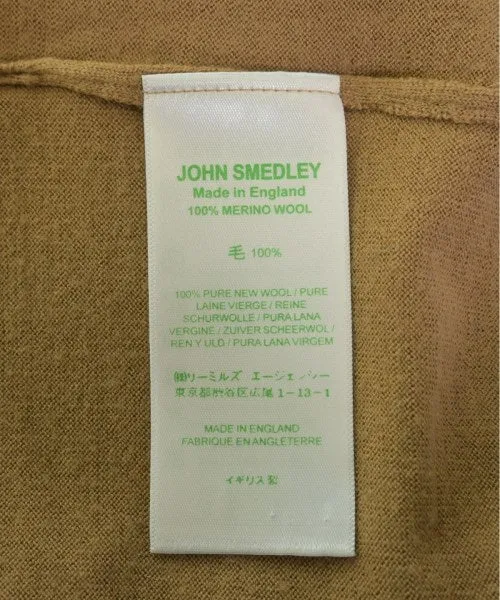 JOHN SMEDLEY
Made in England
100% MERINO WOOL
毛 100%
100% PURE NEW WOOL / PURE
LAINE VIERGE / REINE
SCHURWOLLE / PURA LANA
VERGINE / ZUIVER SCHEERWOL /
REN Y ULD / PURA LANA VIRGEM
㈱リーミルズ エージェンシー
東京都渋谷区広尾 1-13-1
MADE IN ENGLAND
FABRIQUE EN ANGLETERRE
イギリス製